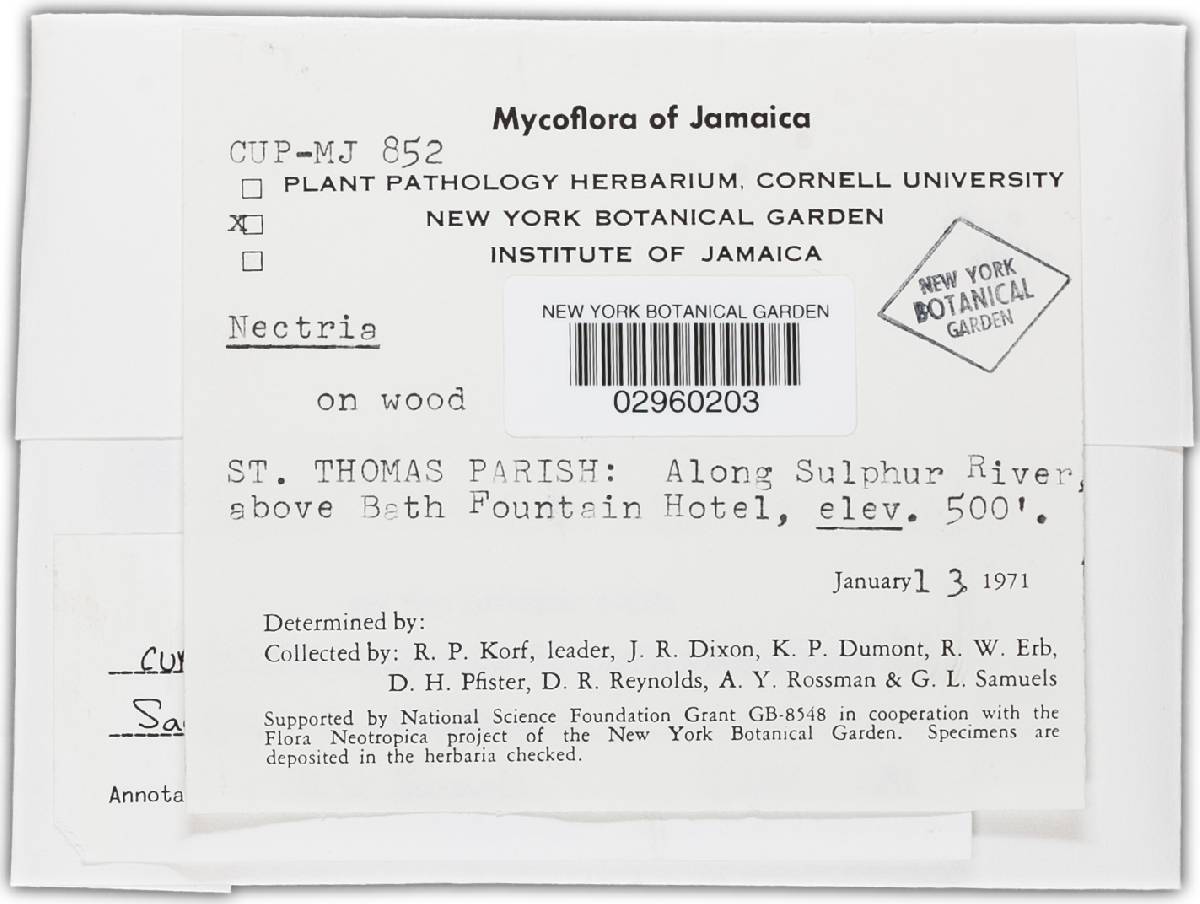 Mycoflora of Jamaica
CUP-MJ 852
☐ PLANT PATHOLOGY HERBARIUM, CORNELL UNIVERSITY
X☐ NEW YORK BOTANICAL GARDEN
☐ INSTITUTE OF JAMAICA
NEW YORK
BOTANICAL
GARDEN
NEW YORK BOTANICAL GARDEN
02960203
Nectria
on wood
ST. THOMAS PARISH: Along Sulphur River,
above Bath Fountain Hotel, elev. 500'.
January 13, 1971
Determined by:
Collected by: R. P. Korf, leader, J. R. Dixon, K. P. Dumont, R. W. Erb,
D. H. Pfister, D. R. Reynolds, A. Y. Rossman & G. L. Samuels
Supported by National Science Foundation Grant GB-8548 in cooperation with the
Flora Neotropica project of the New York Botanical Garden. Specimens are
deposited in the herbaria checked.
Annota